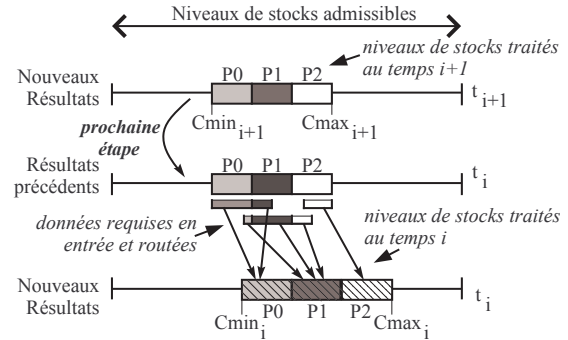 Niveaux de stocks admissibles
niveaux de stocks traités
au temps i+1
P0 P1 P2
Nouveaux
Résultats
t i+1
Cmin i+1 Cmax i+1
prochaine
étape
P0 P1 P2
Résultats
précédents
t i
données requises en
entrée et routées
niveaux de stocks traités
au temps i
Nouveaux
Résultats
t i
Cmin i P0 P1 P2 Cmax i